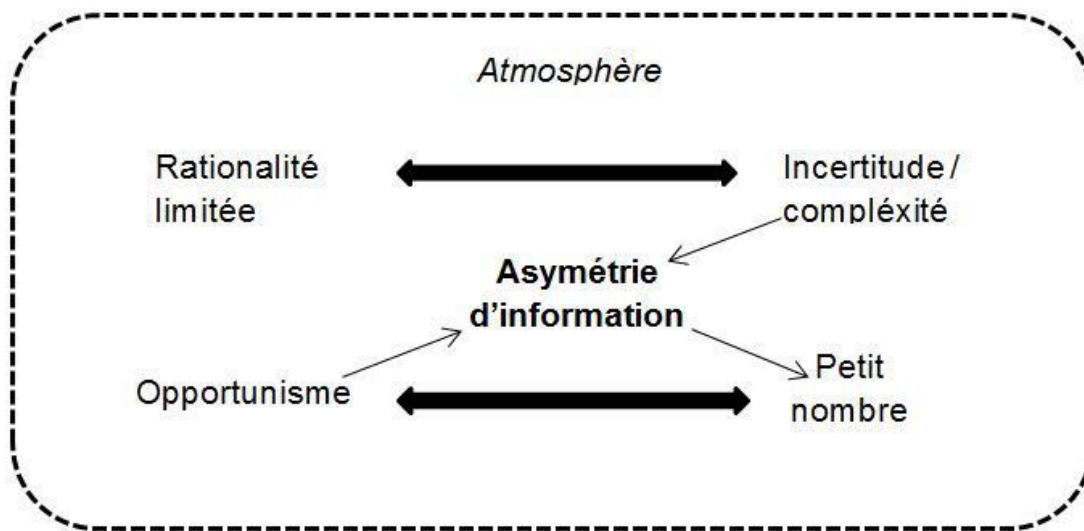 Atmosphère
Rationalité
limitée
Incertitude /
compléxité
Asymétrie
d'information
Opportunisme
Petit
nombre